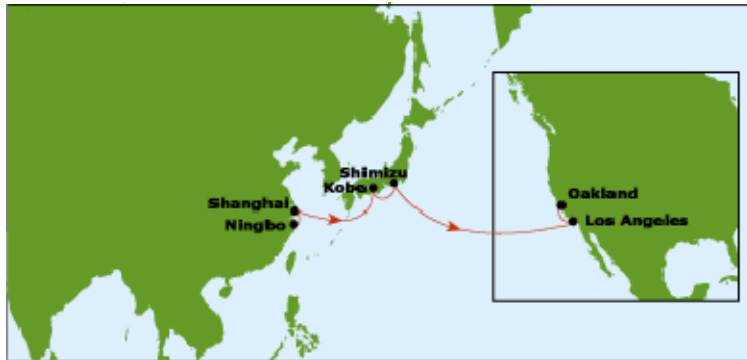 Shimizu
Kobe
Shanghai
Ningbo
Oakland
Los Angeles